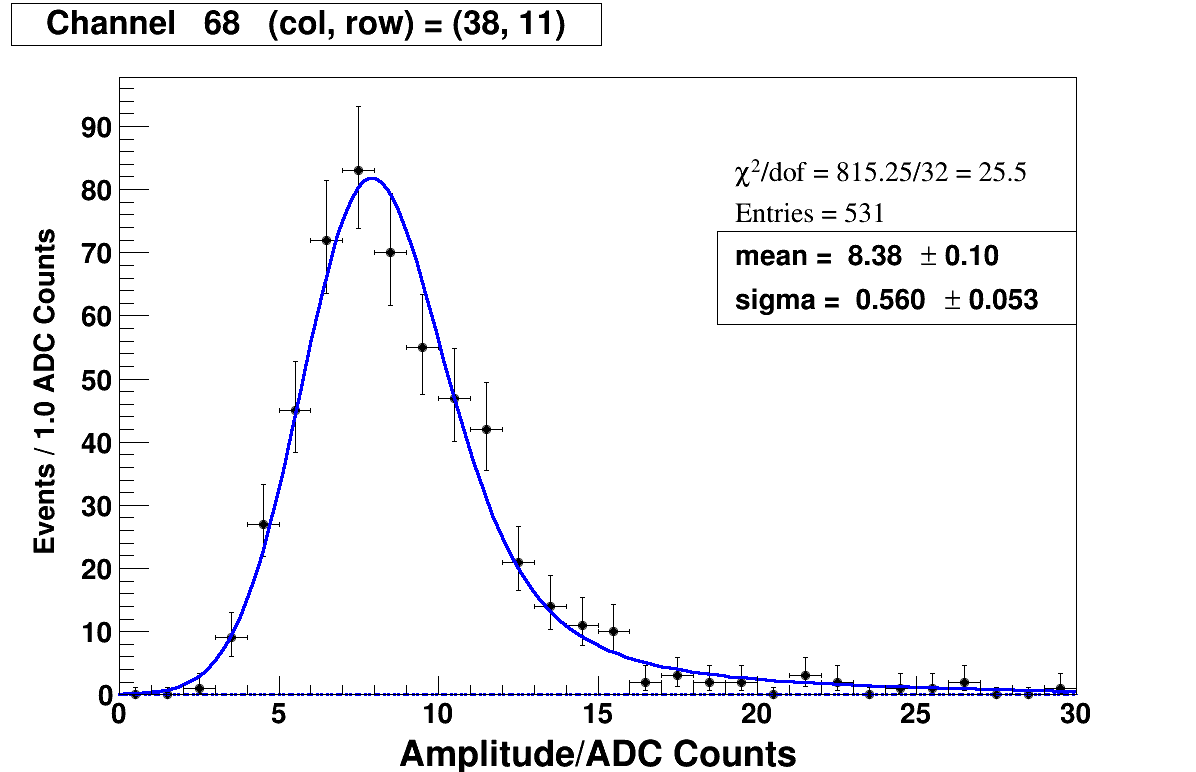 Channel 68 (col, row) = (38, 11)
χ²/dof = 815.25/32 = 25.5
Entries = 531
mean = 8.38 ± 0.10
sigma = 0.560 ± 0.053
Events / 1.0 ADC Counts
90
80
70
60
50
40
30
20
10
0
0 5 10 15 20 25 30
Amplitude/ADC Counts